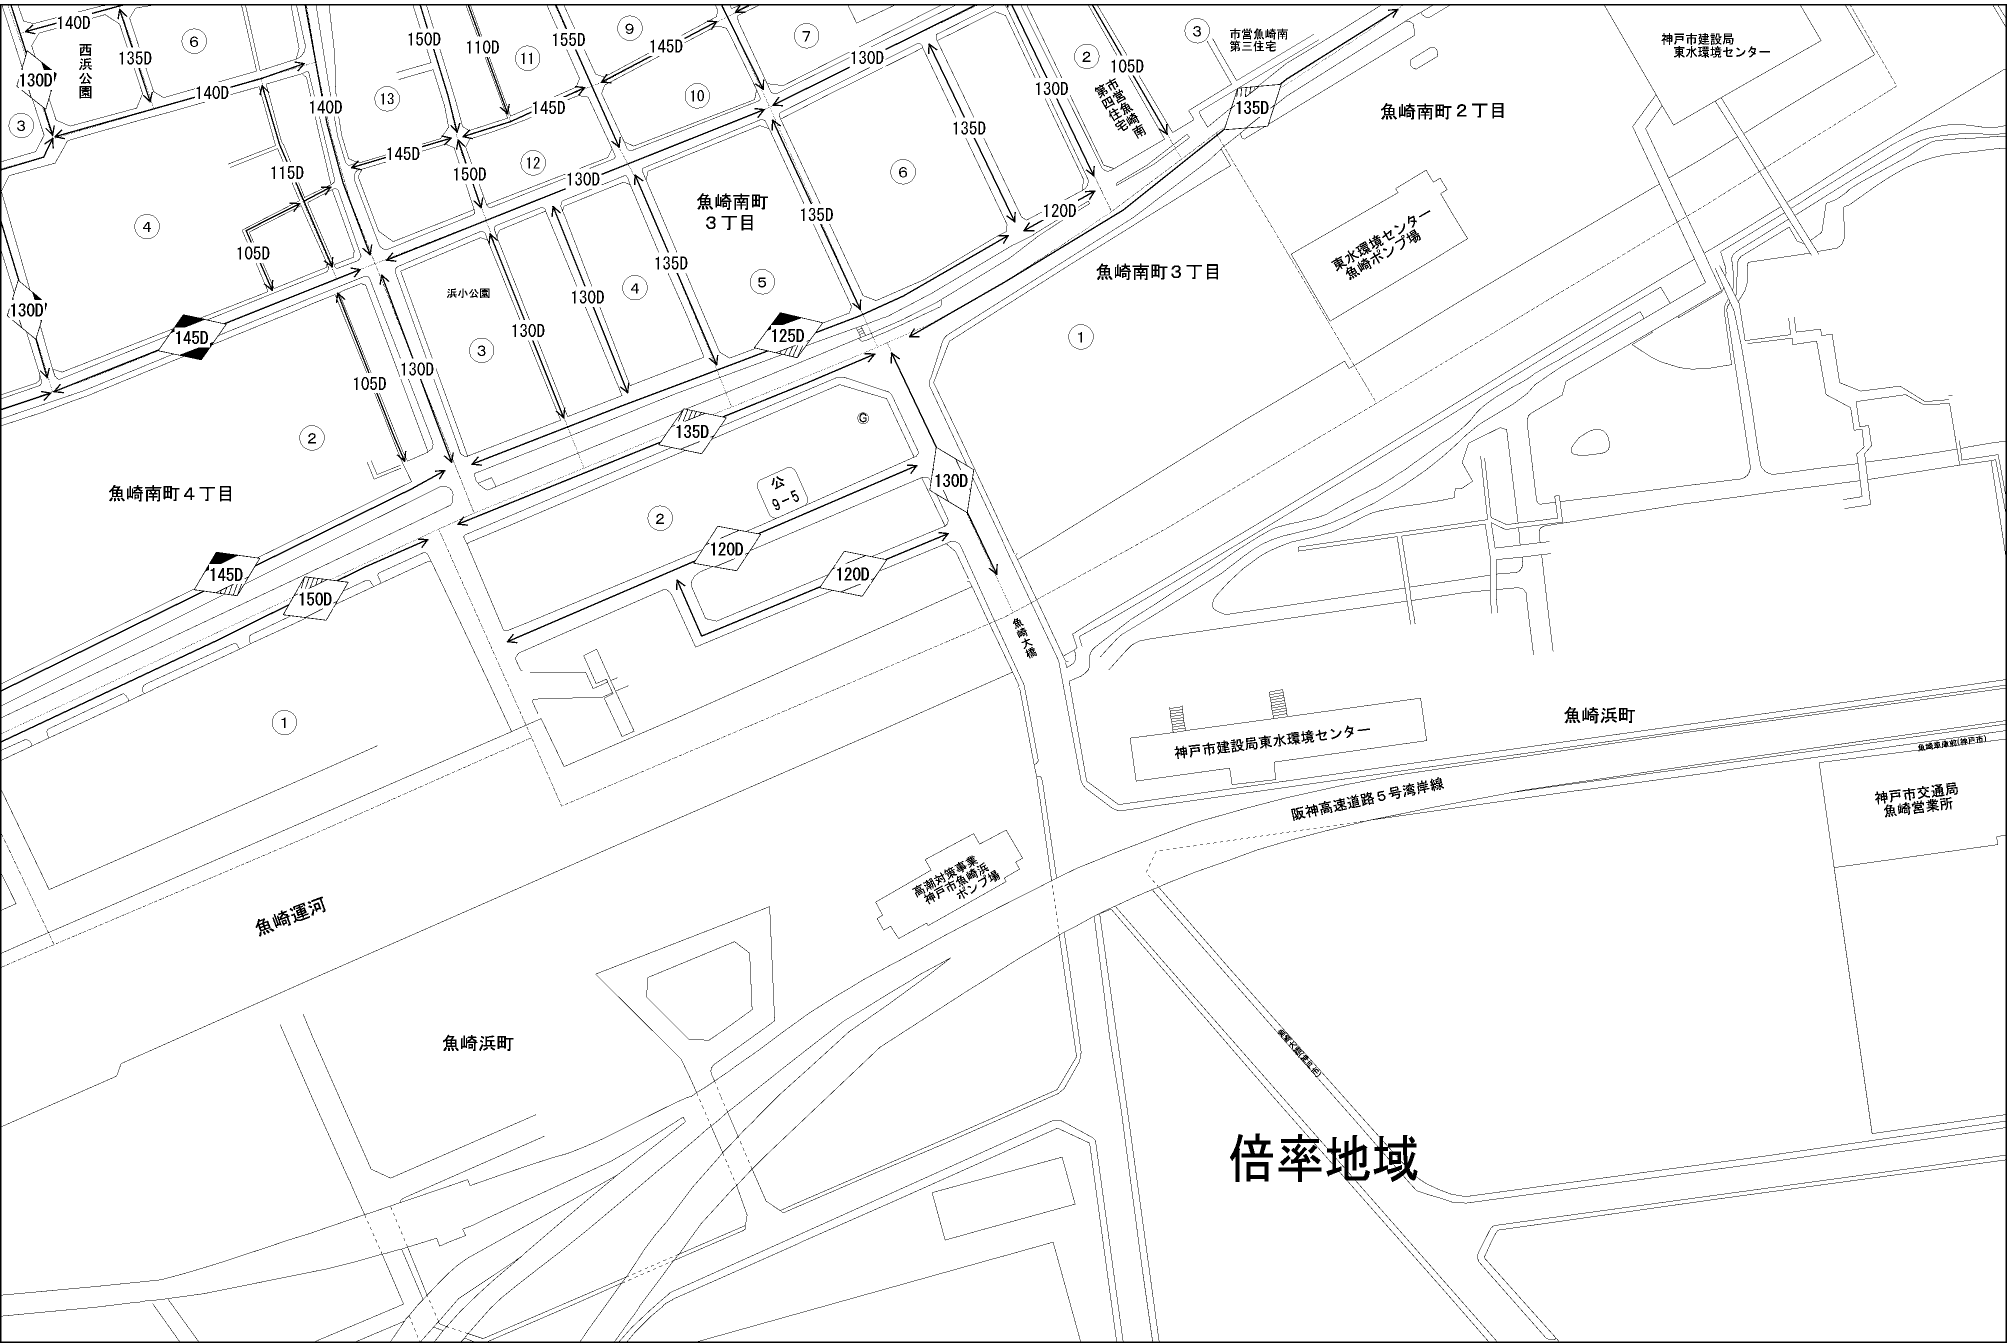 140D
西浜公園
135D
6
130D
3
140D
140D
150D
110D
11
155D
9
145D
7
130D
13
10
145D
12
145D
150D
130D
115D
105D
4
130D
145D
2
105D
130D
3
市営魚崎南
第三住宅
2
105D
第四住宅
市営魚崎南
130D
135D
135D
6
120D
135D
魚崎南町
3丁目
135D
浜小公園
130D
4
5
3
130D
125D
135D
魚崎南町3丁目
1
神戸市建設局
東水環境センター
魚崎南町2丁目
東水環境センター
魚崎ポンプ場
2
魚崎南町4丁目
145D
150D
1
G
公
9-5
2
120D
120D
130D
魚崎大橋
神戸市建設局東水環境センター
魚崎浜町
魚崎車庫前(神戸市)
阪神高速道路5号湾岸線
神戸市交通局
魚崎営業所
高潮対策事業
神戸市魚崎浜
ポンプ場
魚崎運河
魚崎浜町
倍率地域